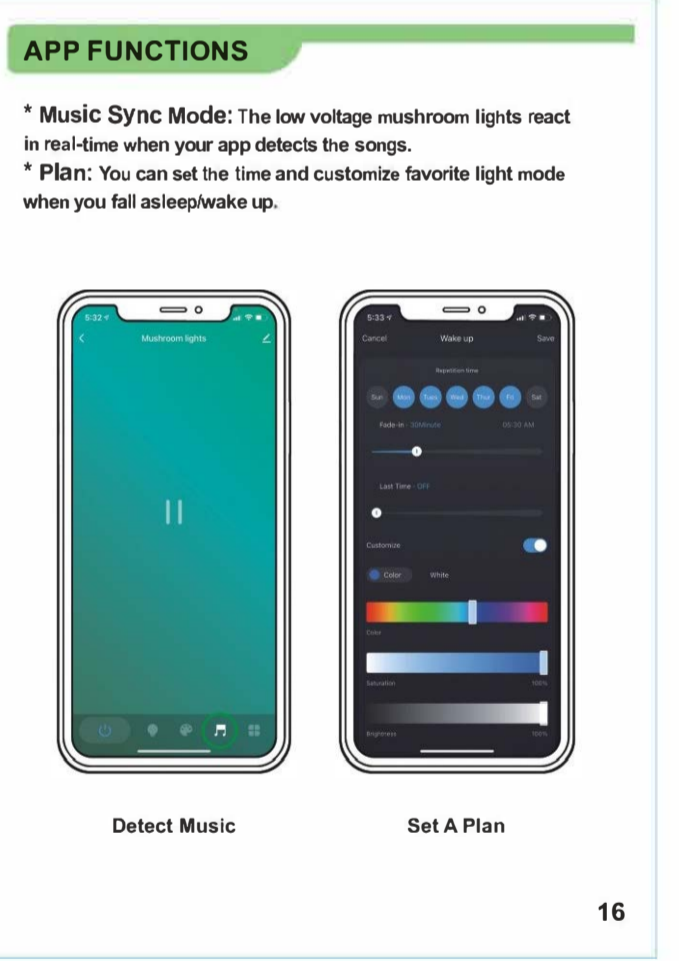 APP FUNCTIONS
* Music Sync Mode: The low voltage mushroom lights react
in real-time when your app detects the songs.
* Plan: You can set the time and customize favorite light mode
when you fall asleep/wake up.
5:32
Mushroom lights
5:33
Cancel Wake up Save
Repetition time
Sun Mon Tues Wed Thur Fri Sat
Fade-in · 30Minute 06:30 AM
Last Time · OFF
Customize
Color White
Color
Saturation 100%
Brightness 100%
Detect Music
Set A Plan
16